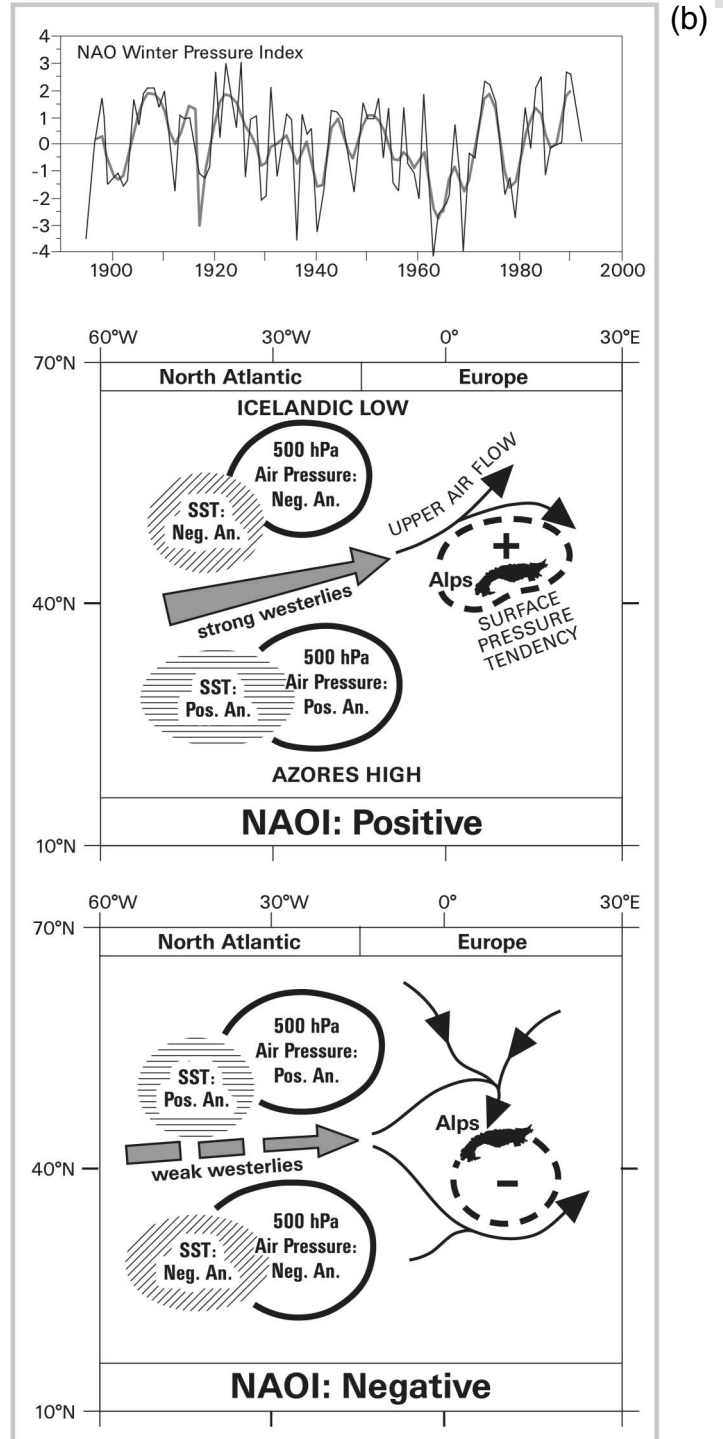 (b)
NAO Winter Pressure Index
4
3
2
1
0
-1
-2
-3
-4
1900 1920 1940 1960 1980 2000
60°W 30°W 0° 30°E
70°N
North Atlantic Europe
ICELANDIC LOW
500 hPa
Air Pressure:
Neg. An.
SST:
Neg. An.
UPPER AIR FLOW
+
Alps
40°N
strong westerlies
SURFACE
PRESSURE
TENDENCY
500 hPa
Air Pressure:
Pos. An.
SST:
Pos. An.
AZORES HIGH
NAOI: Positive
10°N
60°W 30°W 0° 30°E
70°N
North Atlantic Europe
500 hPa
Air Pressure:
Pos. An.
SST:
Pos. An.
Alps
40°N
weak westerlies
–
500 hPa
Air Pressure:
Neg. An.
SST:
Neg. An.
NAOI: Negative
10°N